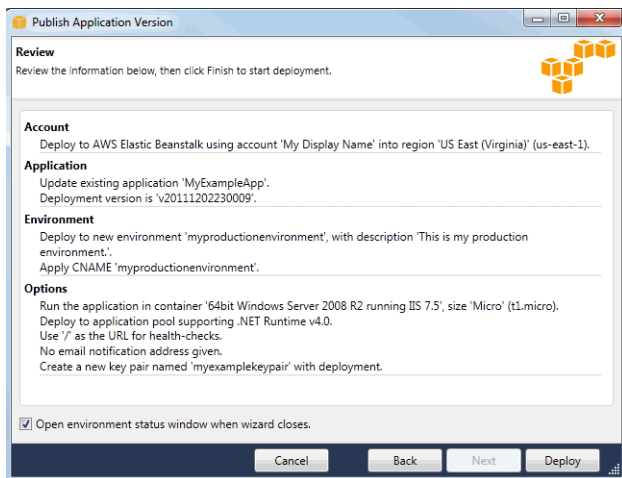 Publish Application Version
Review
Review the information below, then click Finish to start deployment.
Account
Deploy to AWS Elastic Beanstalk using account 'My Display Name' into region 'US East (Virginia)' (us-east-1).
Application
Update existing application 'MyExampleApp'.
Deployment version is 'v20111202230009'.
Environment
Deploy to new environment 'myproductionenvironment', with description 'This is my production
environment.'.
Apply CNAME 'myproductionenvironment'.
Options
Run the application in container '64bit Windows Server 2008 R2 running IIS 7.5', size 'Micro' (t1.micro).
Deploy to application pool supporting .NET Runtime v4.0.
Use '/' as the URL for health-checks.
No email notification address given.
Create a new key pair named 'myexamplekeypair' with deployment.
Open environment status window when wizard closes.
Cancel Back Next Deploy